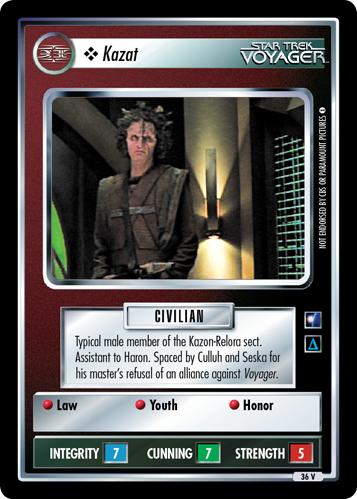 ❖ Kazat
STAR TREK
VOYAGER™
NOT ENDORSED BY CBS OR PARAMOUNT PICTURES
CIVILIAN
Typical male member of the Kazon-Relora sect.
Assistant to Haron. Spaced by Culluh and Seska for
his master's refusal of an alliance against Voyager.
Law Youth Honor
INTEGRITY 7 CUNNING 7 STRENGTH 5
36 V